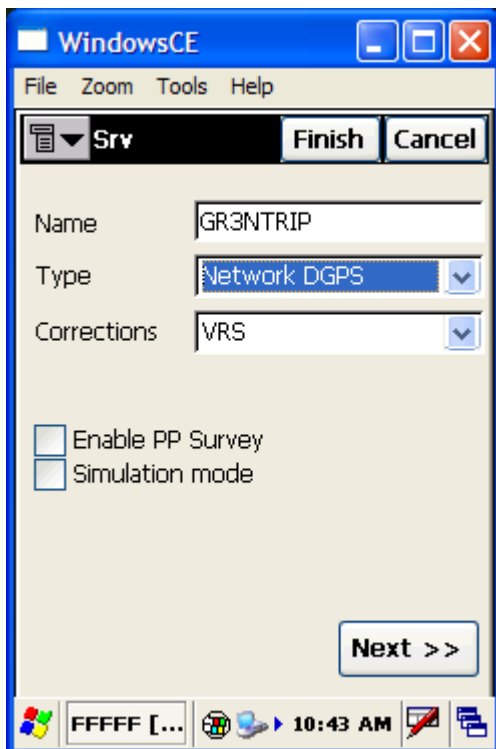 WindowsCE
File Zoom Tools Help
Srv Finish Cancel
Name GR3NTRIP
Type Network DGPS
Corrections VRS
Enable PP Survey
Simulation mode
Next >>
FFFFF [... 10:43 AM